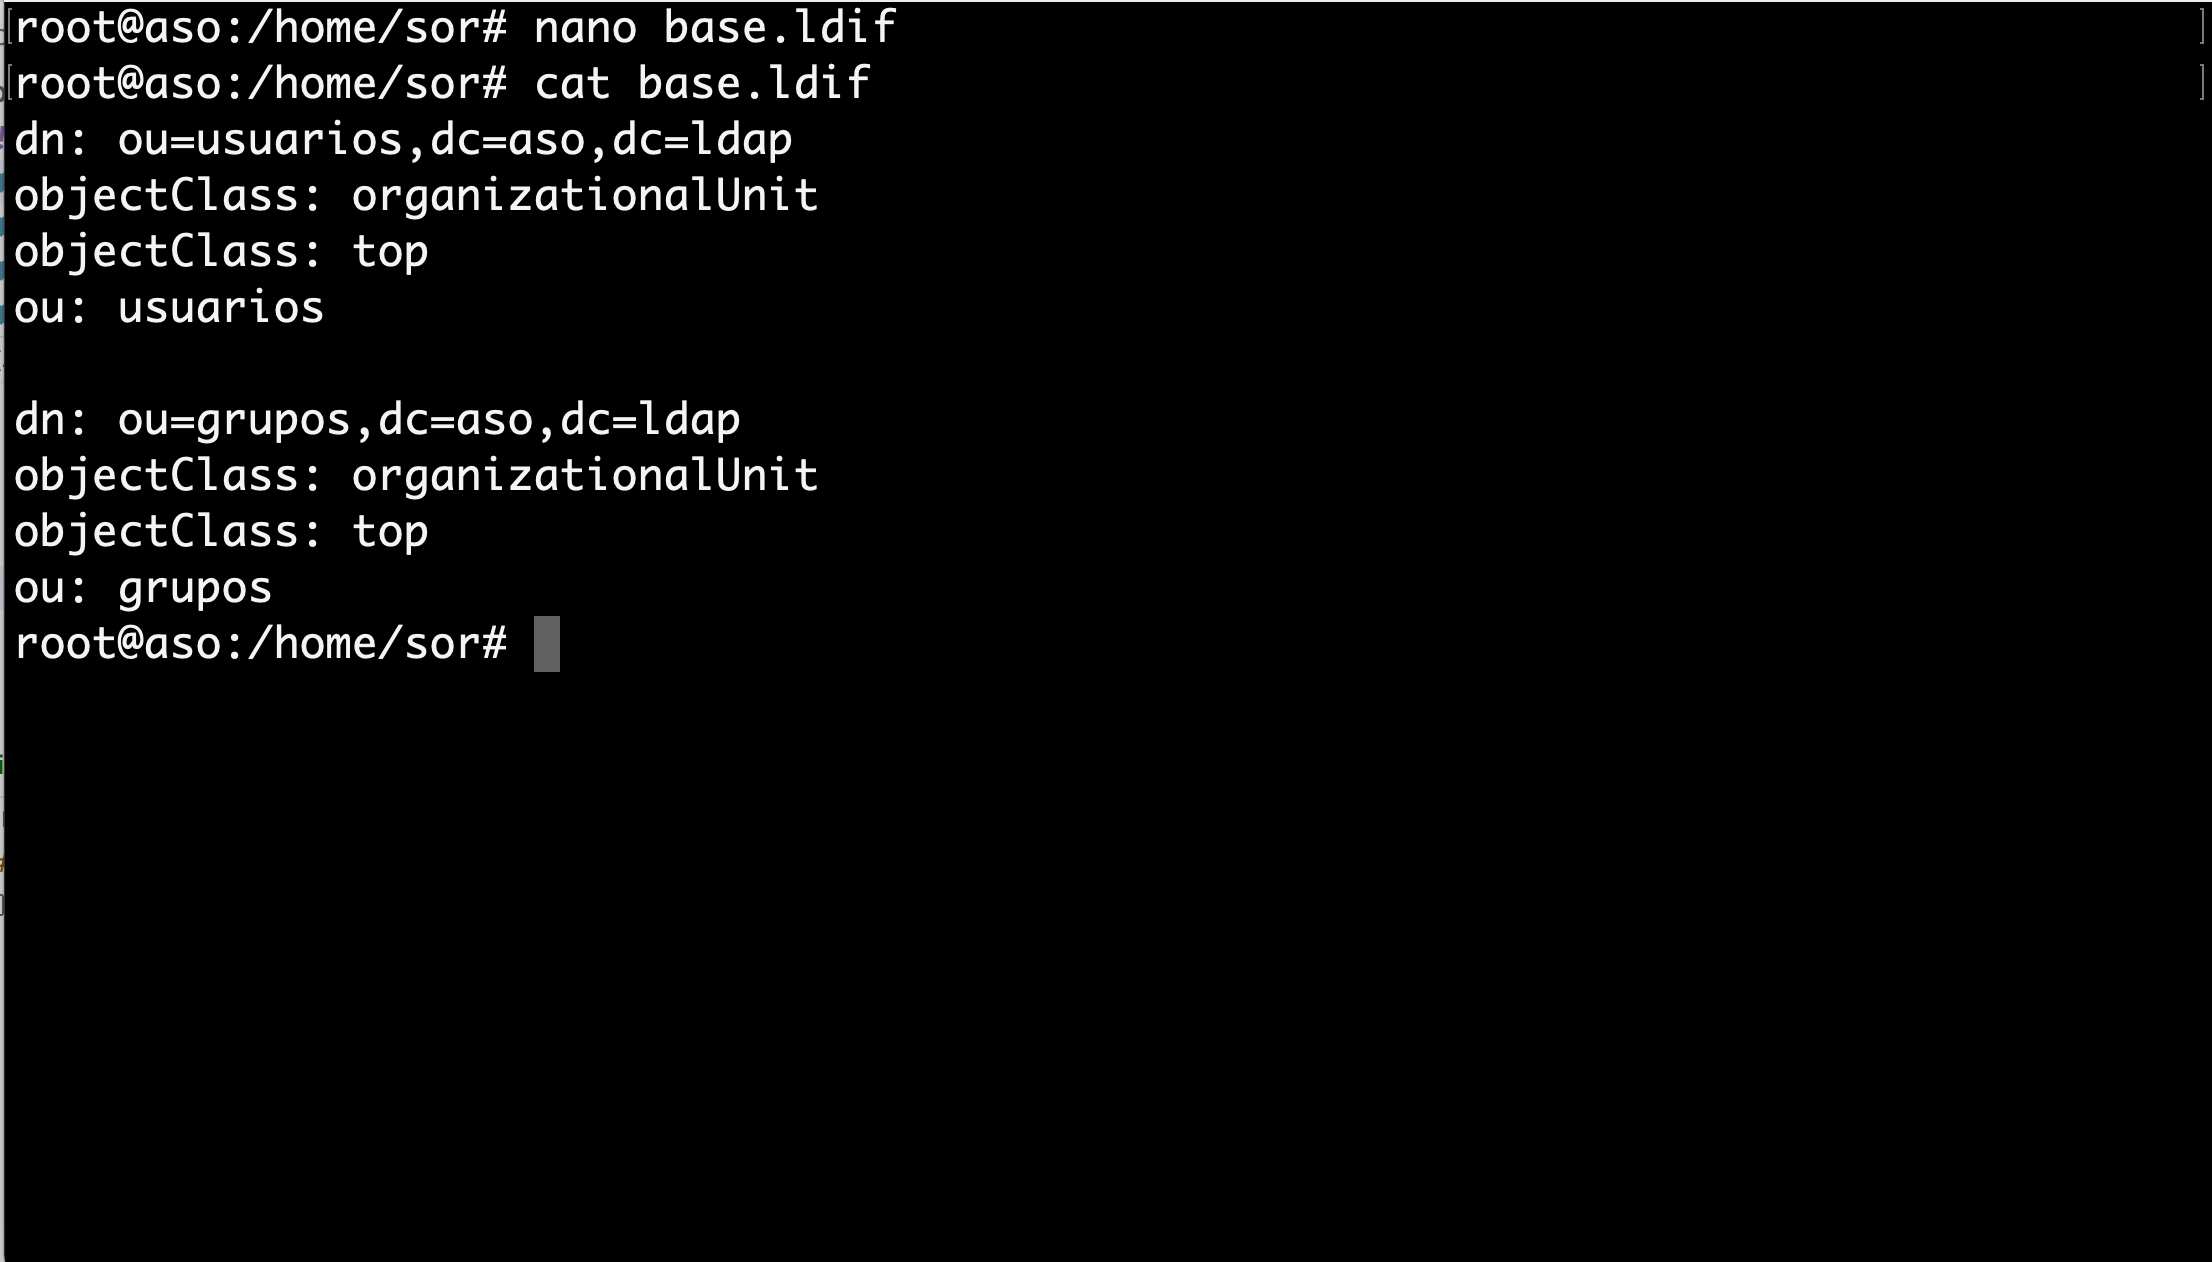 [root@aso:/home/sor# nano base.ldif ]
[root@aso:/home/sor# cat base.ldif ]
dn: ou=usuarios,dc=aso,dc=ldap
objectClass: organizationalUnit
objectClass: top
ou: usuarios

dn: ou=grupos,dc=aso,dc=ldap
objectClass: organizationalUnit
objectClass: top
ou: grupos
root@aso:/home/sor#